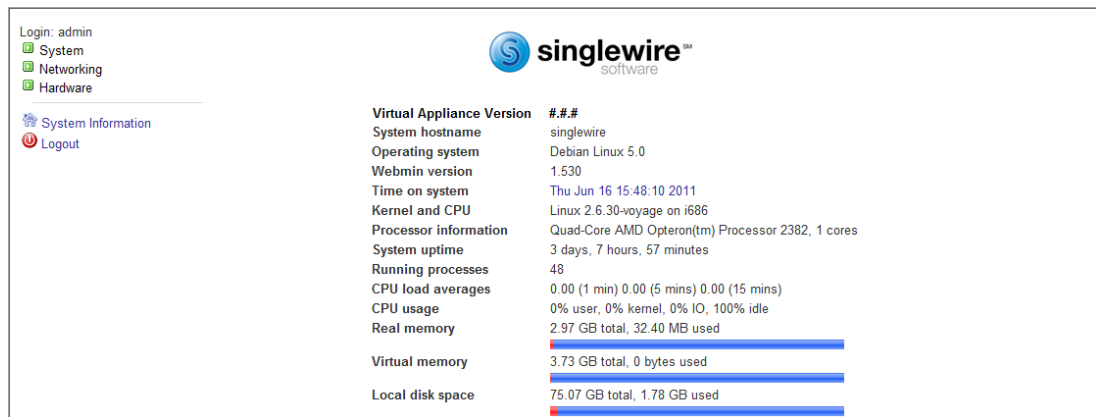 Login: admin
System
Networking
Hardware
System Information
Logout
singlewire℠
software
Virtual Appliance Version #.#.#
System hostname singlewire
Operating system Debian Linux 5.0
Webmin version 1.530
Time on system Thu Jun 16 15:48:10 2011
Kernel and CPU Linux 2.6.30-voyage on i686
Processor information Quad-Core AMD Opteron(tm) Processor 2382, 1 cores
System uptime 3 days, 7 hours, 57 minutes
Running processes 48
CPU load averages 0.00 (1 min) 0.00 (5 mins) 0.00 (15 mins)
CPU usage 0% user, 0% kernel, 0% IO, 100% idle
Real memory 2.97 GB total, 32.40 MB used
Virtual memory 3.73 GB total, 0 bytes used
Local disk space 75.07 GB total, 1.78 GB used